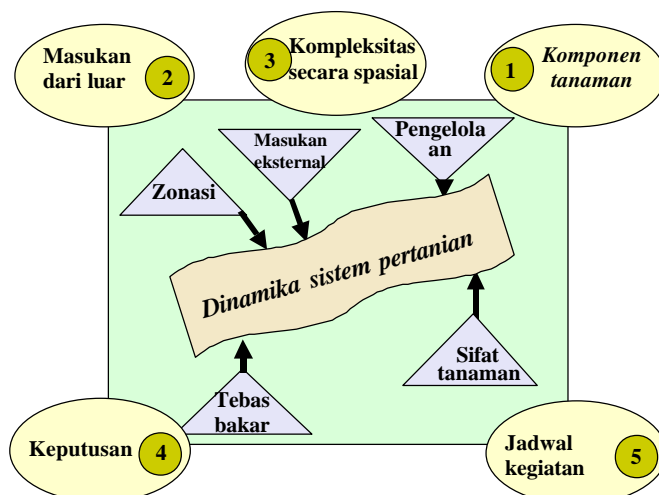 Masukan
dari luar
2
3
Kompleksitas
secara spasial
1
Komponen
tanaman
Masukan
eksternal
Pengelola
an
Zonasi
Dinamika sistem pertanian
Sifat
tanaman
Tebas
bakar
Keputusan
4
Jadwal
kegiatan
5